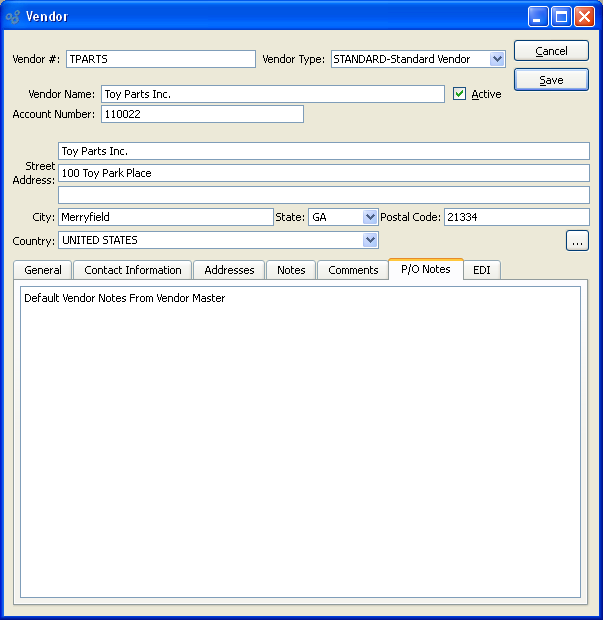 Vendor
Vendor #: TPARTS Vendor Type: STANDARD-Standard Vendor Cancel
Save
Vendor Name: Toy Parts Inc. Active
Account Number: 110022
Toy Parts Inc.
Street Address: 100 Toy Park Place
City: Merryfield State: GA Postal Code: 21334
Country: UNITED STATES ...
General Contact Information Addresses Notes Comments P/O Notes EDI
Default Vendor Notes From Vendor Master